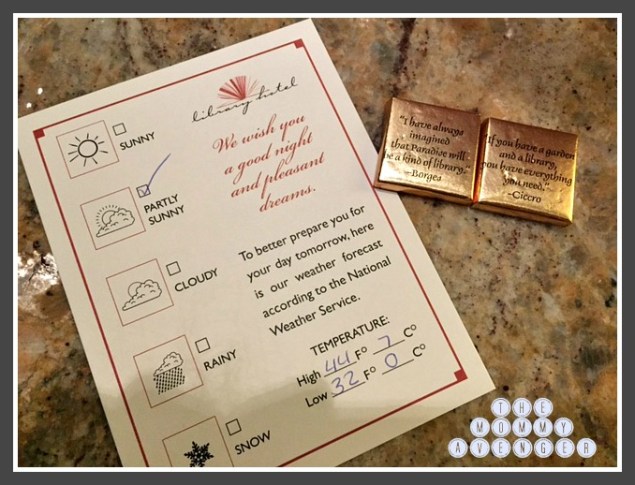 library hotel
We wish you
a good night
and pleasant
dreams.
SUNNY
PARTLY
SUNNY
CLOUDY
RAINY
SNOW
To better prepare you for
your day tomorrow, here
is our weather forecast
according to the National
Weather Service.
TEMPERATURE:
High 44 F° 7 C°
Low 32 F° 0 C°
"I have always
imagined
that Paradise will
be a kind of library."
-Borges
"If you have a garden
and a library,
you have everything
you need."
-Cicero
THE
MOMMY
AVENGER